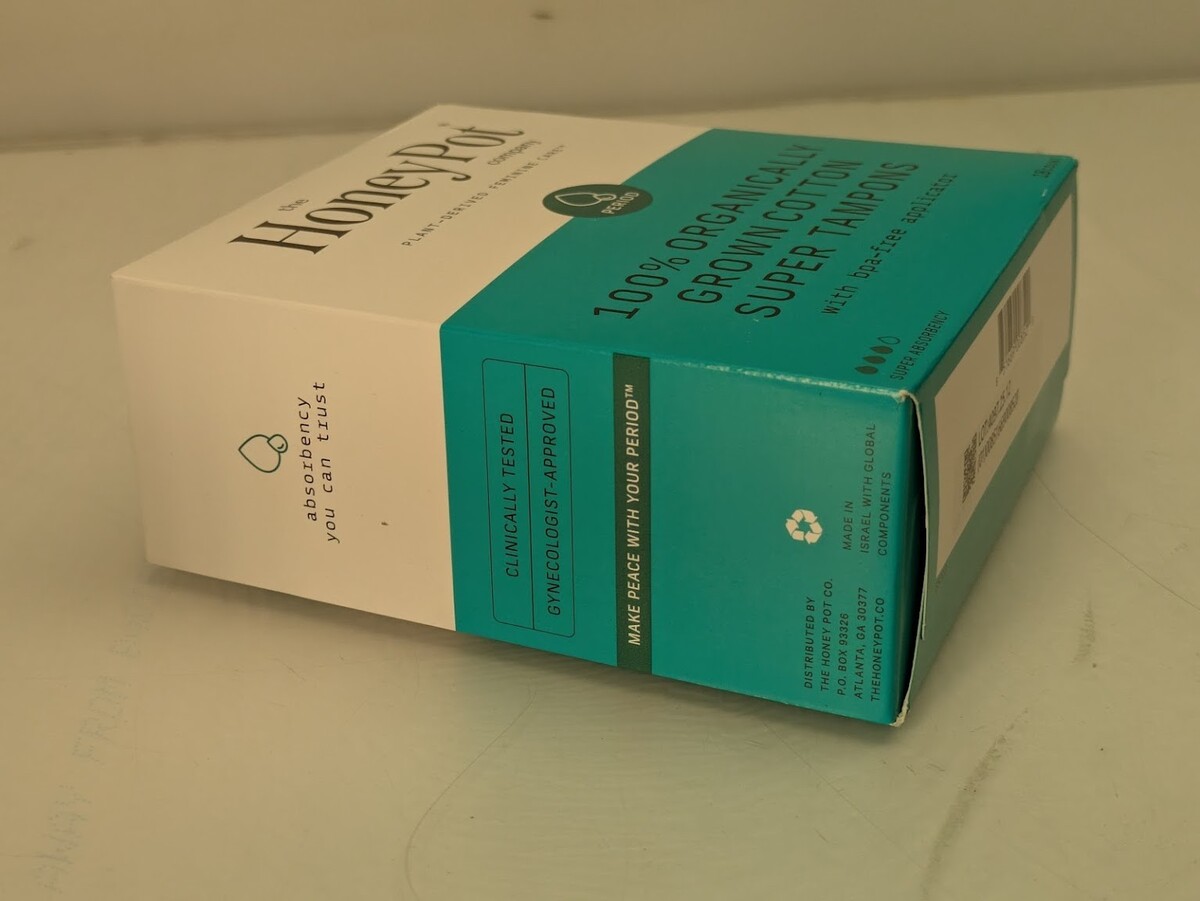 the
HoneyPot
company
PLANT-DERIVED FEMININE CARE
PERIOD
100% ORGANICALLY
GROWN COTTON
SUPER TAMPONS
with bpa-free applicator
SUPER ABSORBENCY
absorbency
you can trust
CLINICALLY TESTED
GYNECOLOGIST-APPROVED
MAKE PEACE WITH YOUR PERIOD™
MADE IN
ISRAEL WITH GLOBAL
COMPONENTS
DISTRIBUTED BY
THE HONEY POT CO.
P.O. BOX 93326
ATLANTA, GA 30377
THEHONEYPOT.CO